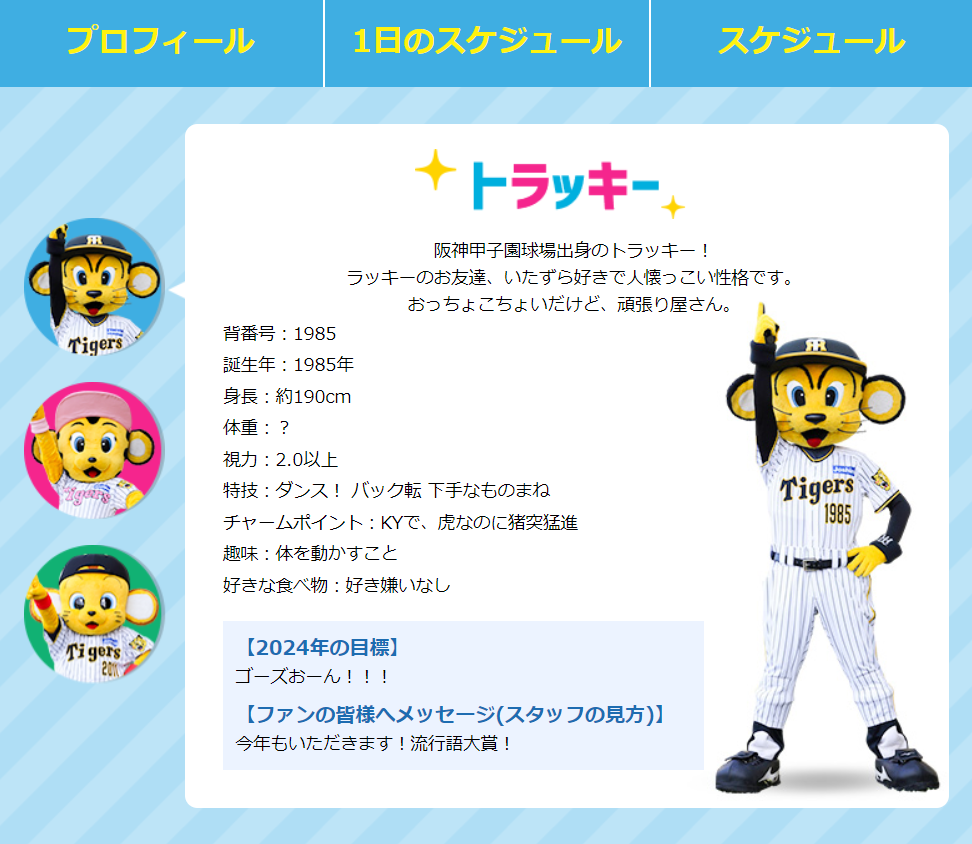 プロフィール
1日のスケジュール
スケジュール
トラッキー
阪神甲子園球場出身のトラッキー！
ラッキーのお友達、いたずら好きで人懐っこい性格です。
おっちょこちょいだけど、頑張り屋さん。
背番号：1985
誕生年：1985年
身長：約190cm
体重：？
視力：2.0以上
特技：ダンス！ バック転 下手なものまね
チャームポイント：KYで、虎なのに猪突猛進
趣味：体を動かすこと
好きな食べ物：好き嫌いなし
【2024年の目標】
ゴーズおーん！！！
【ファンの皆様へメッセージ(スタッフの見方)】
今年もいただきます！流行語大賞！
Tigers
Tigers
Tigers
2011
Joshin
Tigers
1985